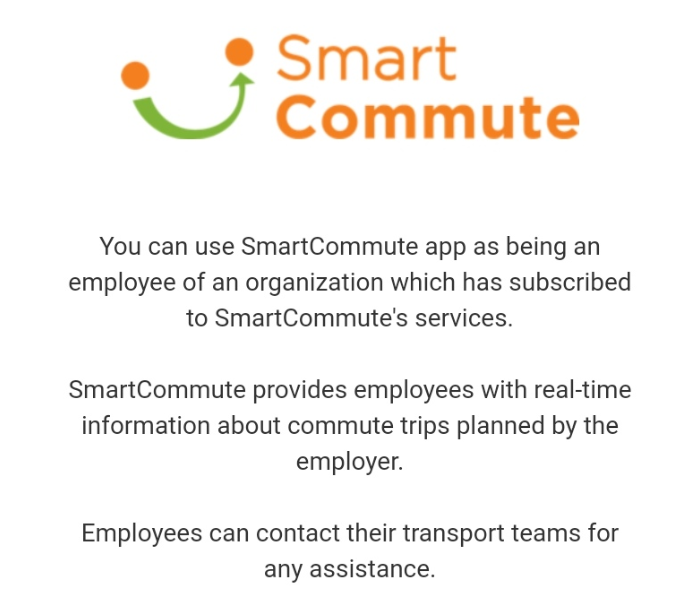 Smart
Commute
You can use SmartCommute app as being an
employee of an organization which has subscribed
to SmartCommute's services.
SmartCommute provides employees with real-time
information about commute trips planned by the
employer.
Employees can contact their transport teams for
any assistance.